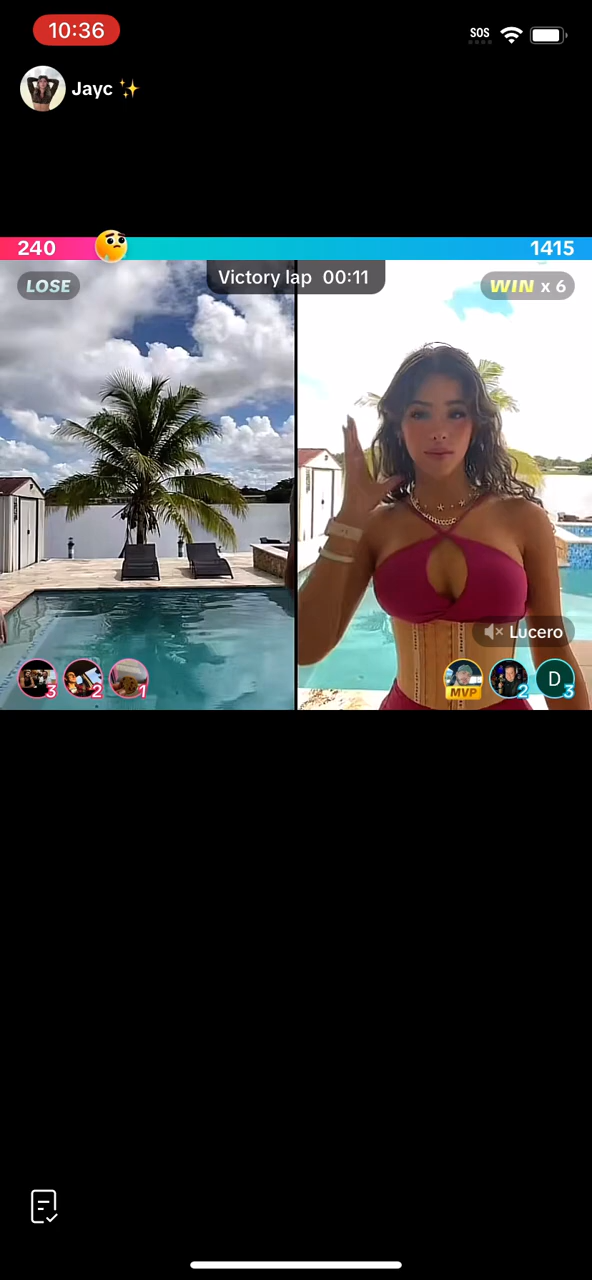 10:36
SOS
Jayc ✨
240
1415
Victory lap 00:11
LOSE
WIN x 6
Lucero
3
2
1
MVP
2
D
3